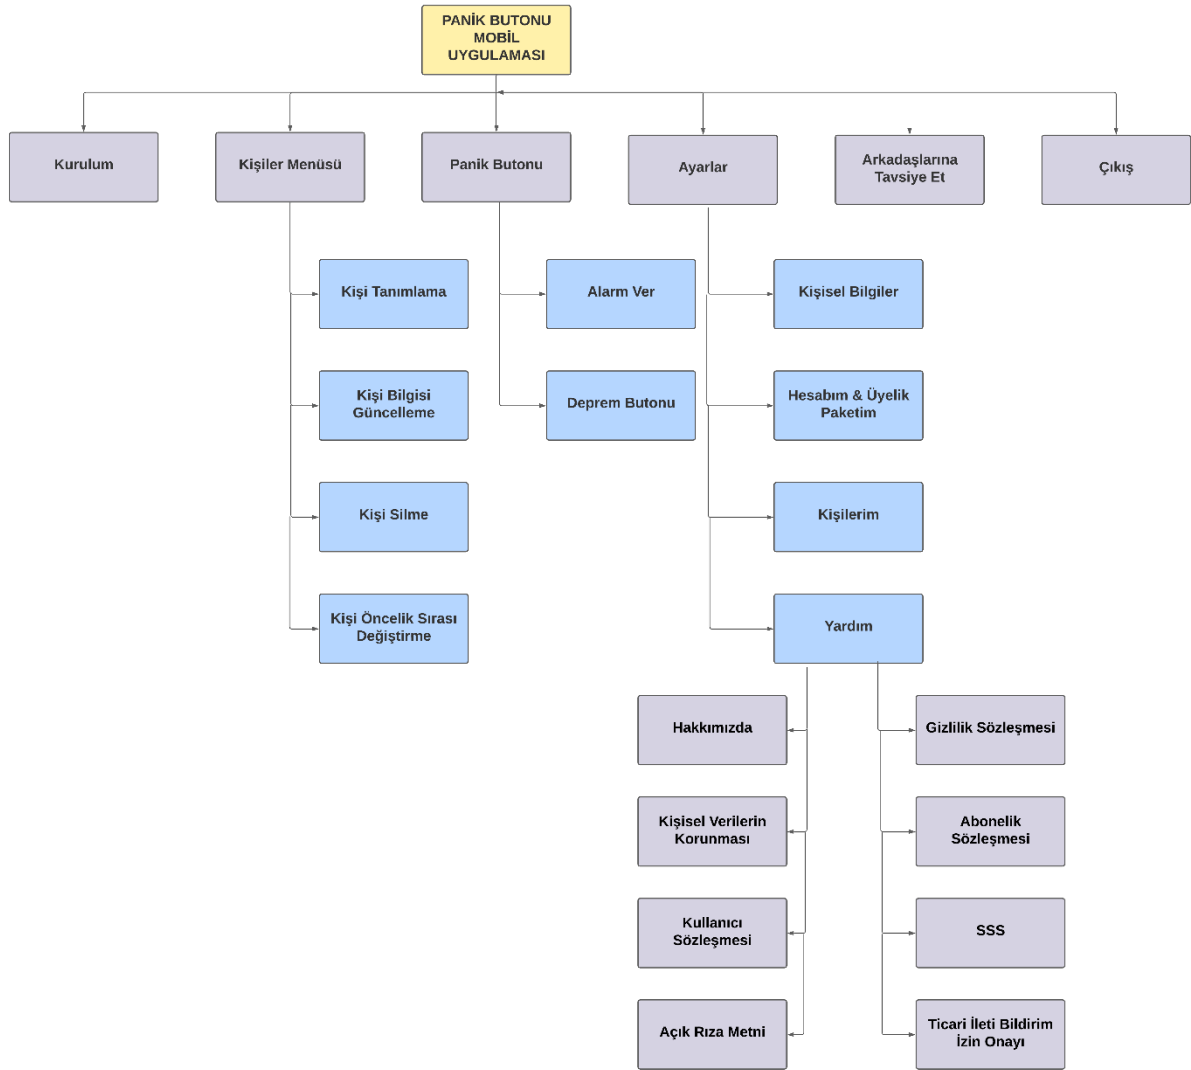 PANİK BUTONU
MOBİL
UYGULAMASI
Kurulum
Kişiler Menüsü
Panik Butonu
Ayarlar
Arkadaşlarına
Tavsiye Et
Çıkış
Kişi Tanımlama
Alarm Ver
Kişisel Bilgiler
Kişi Bilgisi
Güncelleme
Deprem Butonu
Hesabım & Üyelik
Paketim
Kişi Silme
Kişilerim
Kişi Öncelik Sırası
Değiştirme
Yardım
Hakkımızda
Gizlilik Sözleşmesi
Kişisel Verilerin
Korunması
Abonelik
Sözleşmesi
Kullanıcı
Sözleşmesi
SSS
Açık Rıza Metni
Ticari İleti Bildirim
İzin Onayı